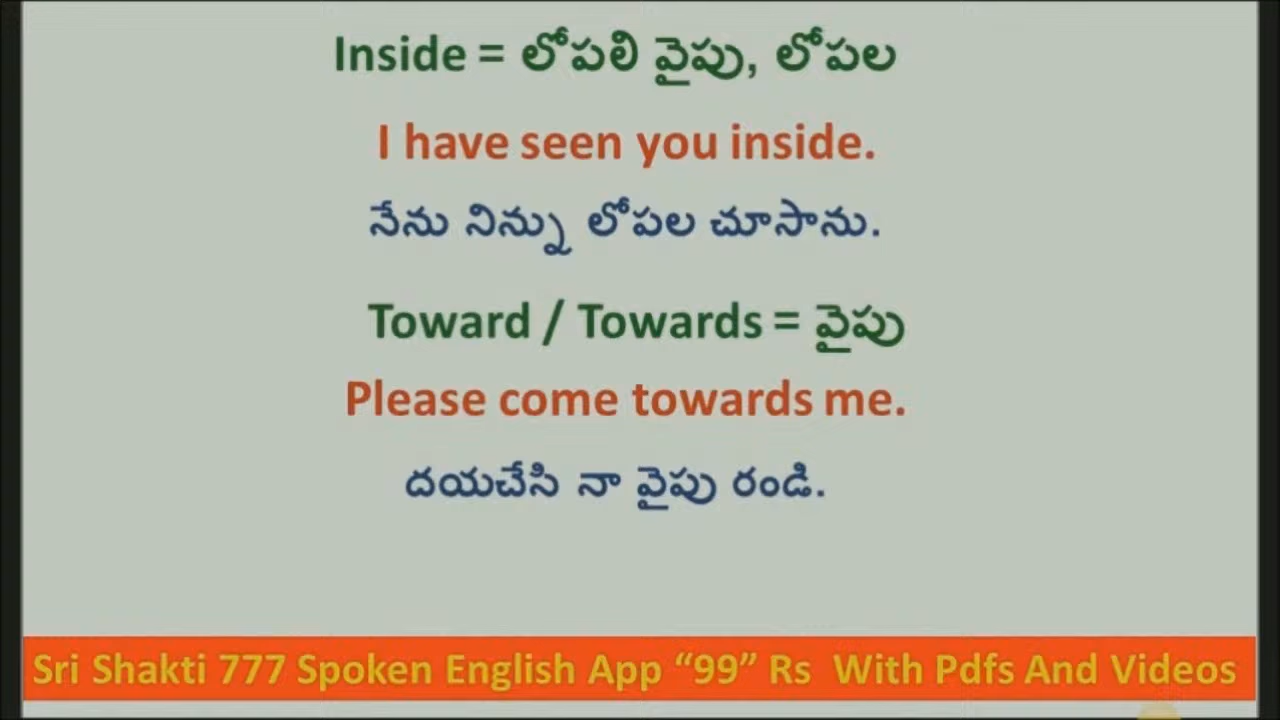 Inside = లోపలి వైపు, లోపల
I have seen you inside.
నేను నిన్ను లోపల చూసాను.
Toward / Towards = వైపు
Please come towards me.
దయచేసి నా వైపు రండి.
Sri Shakti 777 Spoken English App “99” Rs With Pdfs And Videos